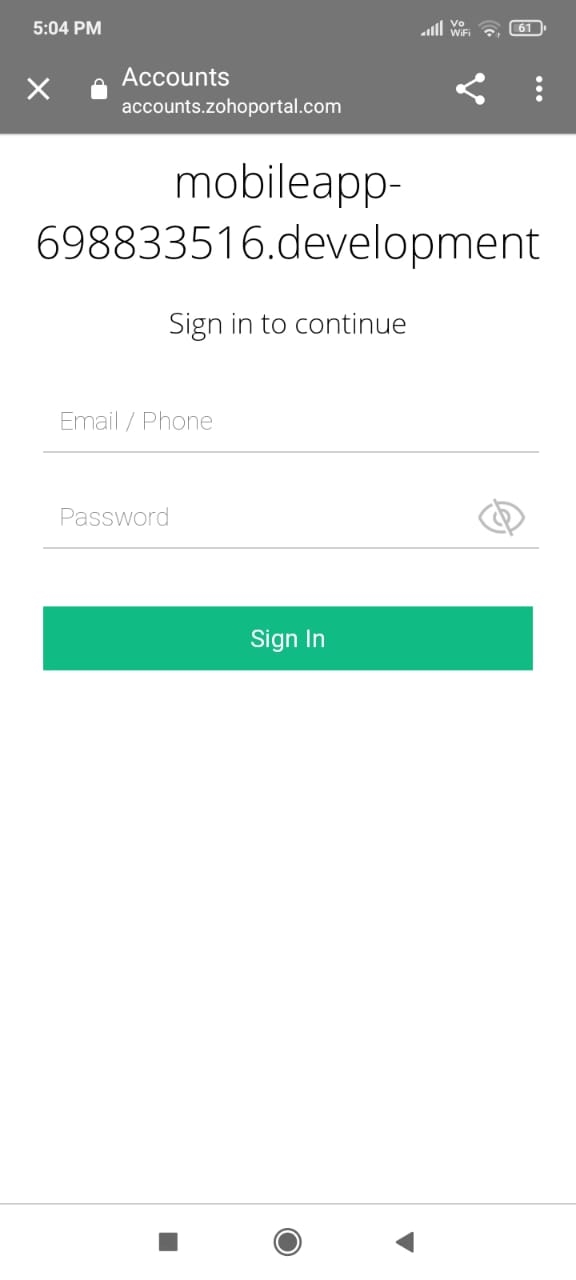 5:04 PM
Vo
WiFi
61
Accounts
accounts.zohoportal.com
mobileapp-
698833516.development
Sign in to continue
Email / Phone
Password
Sign In